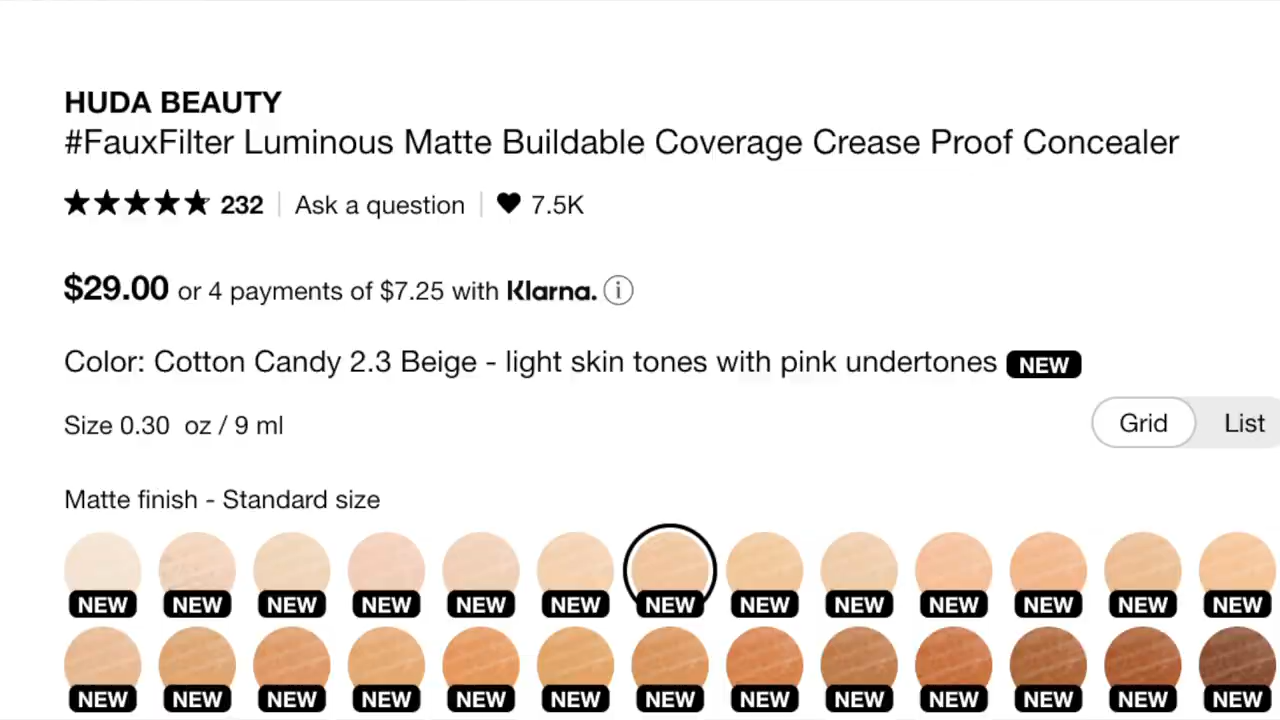 HUDA BEAUTY
#FauxFilter Luminous Matte Buildable Coverage Crease Proof Concealer
232 Ask a question 7.5K
$29.00 or 4 payments of $7.25 with Klarna. i
Color: Cotton Candy 2.3 Beige - light skin tones with pink undertones NEW
Size 0.30 oz / 9 ml
Grid List
Matte finish - Standard size
NEW NEW NEW NEW NEW NEW NEW NEW NEW NEW NEW NEW NEW
NEW NEW NEW NEW NEW NEW NEW NEW NEW NEW NEW NEW NEW